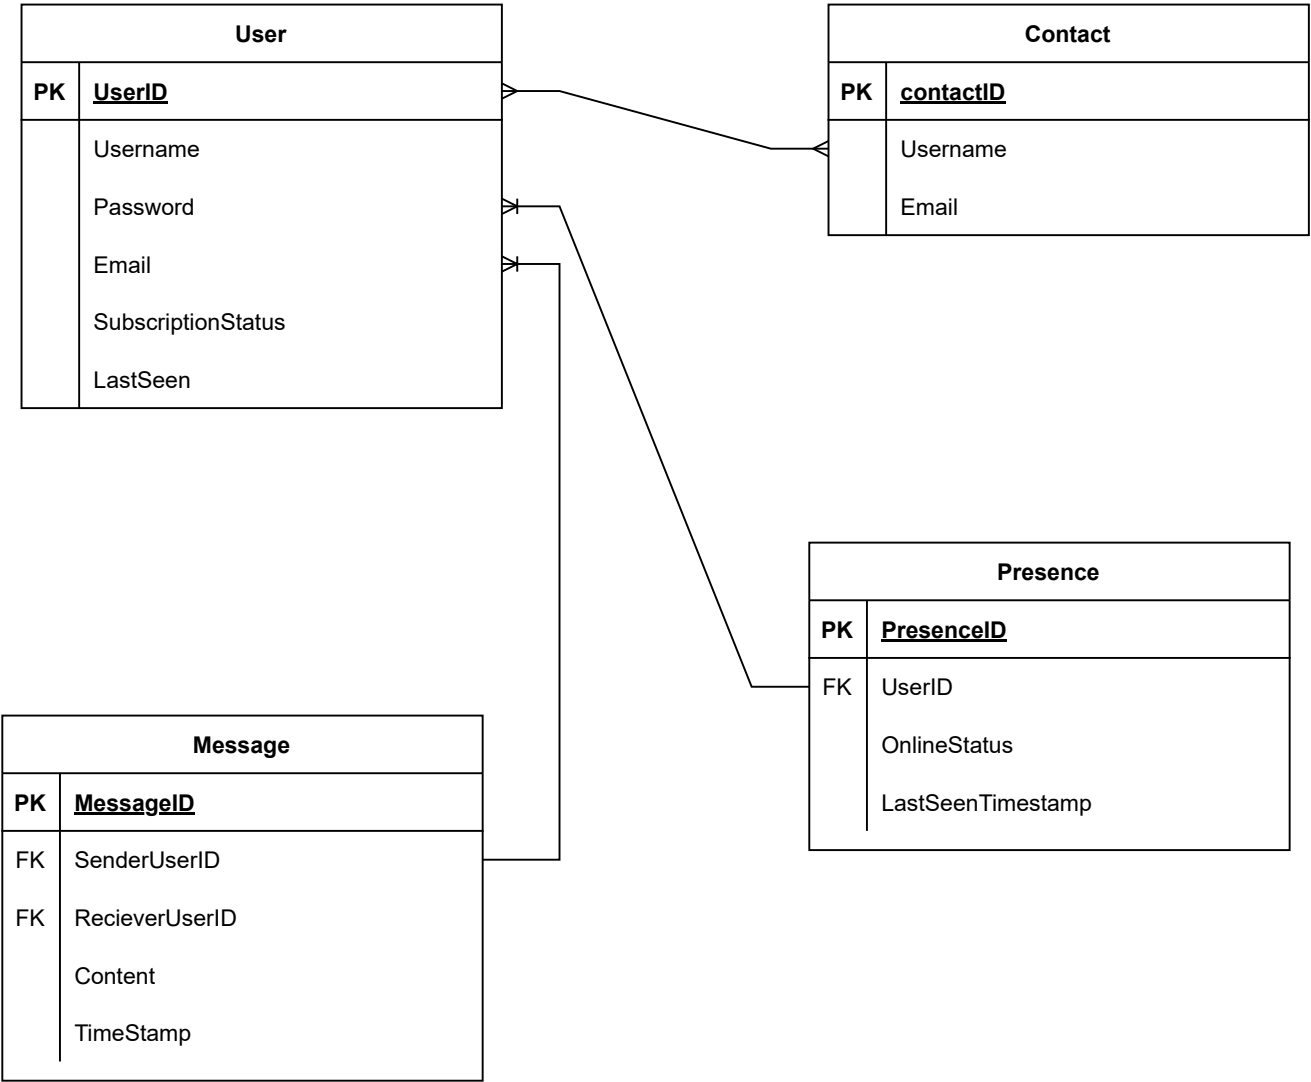 User
PK UserID
Username
Password
Email
SubscriptionStatus
LastSeen
Contact
PK contactID
Username
Email
Presence
PK PresenceID
FK UserID
OnlineStatus
LastSeenTimestamp
Message
PK MessageID
FK SenderUserID
FK RecieverUserID
Content
TimeStamp